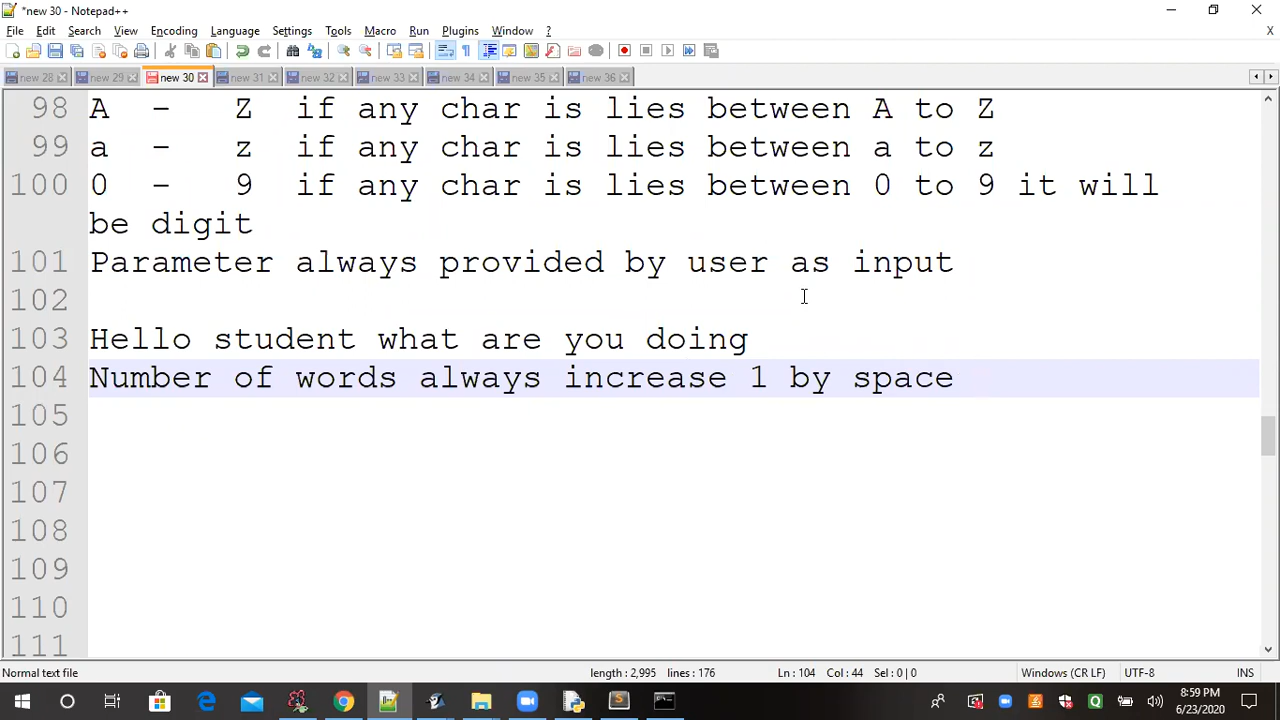 *new 30 - Notepad++
File Edit Search View Encoding Language Settings Tools Macro Run Plugins Window ? X
new 28 new 29 new 30 new 31 new 32 new 33 new 34 new 35 new 36
98 A - Z if any char is lies between A to Z
99 a - z if any char is lies between a to z
100 0 - 9 if any char is lies between 0 to 9 it will
be digit
101 Parameter always provided by user as input
102
103 Hello student what are you doing
104 Number of words always increase 1 by space
105
106
107
108
109
110
111
Normal text file length : 2,995 lines : 176 Ln : 104 Col : 44 Sel : 0 | 0 Windows (CR LF) UTF-8 INS
8:59 PM
6/23/2020